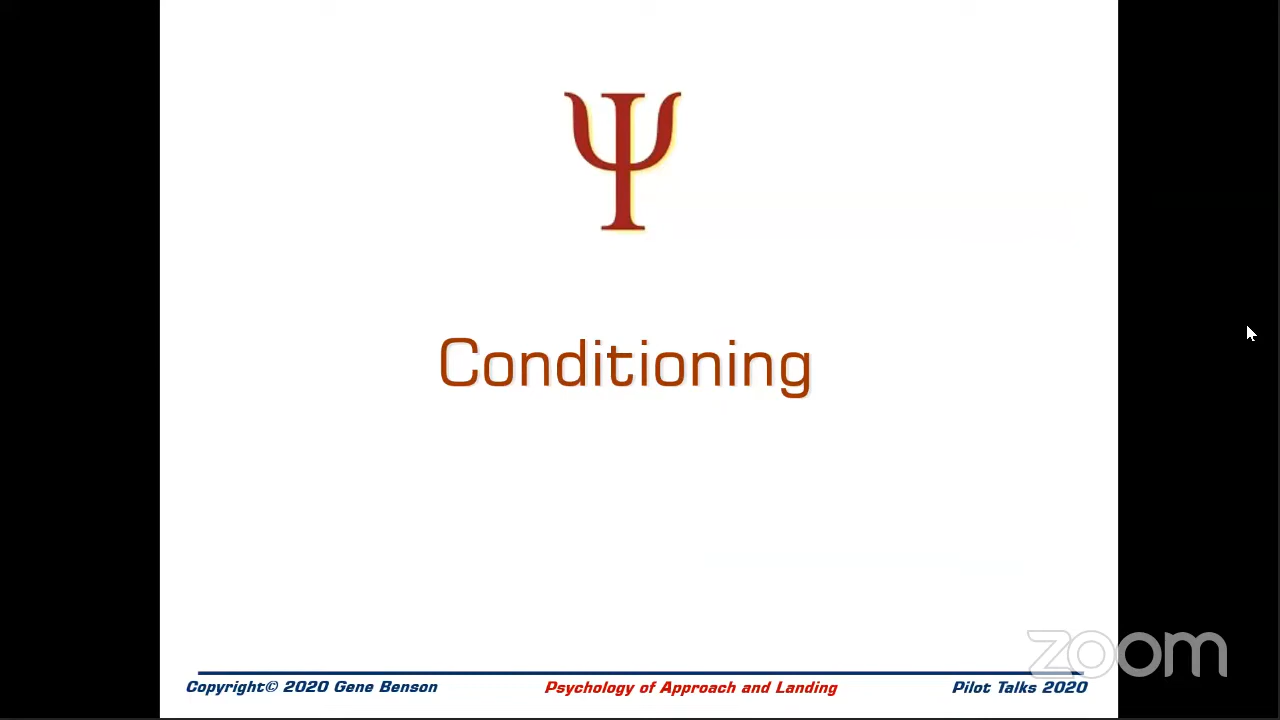 Ψ
Conditioning
zoom
Copyright© 2020 Gene Benson
Psychology of Approach and Landing
Pilot Talks 2020